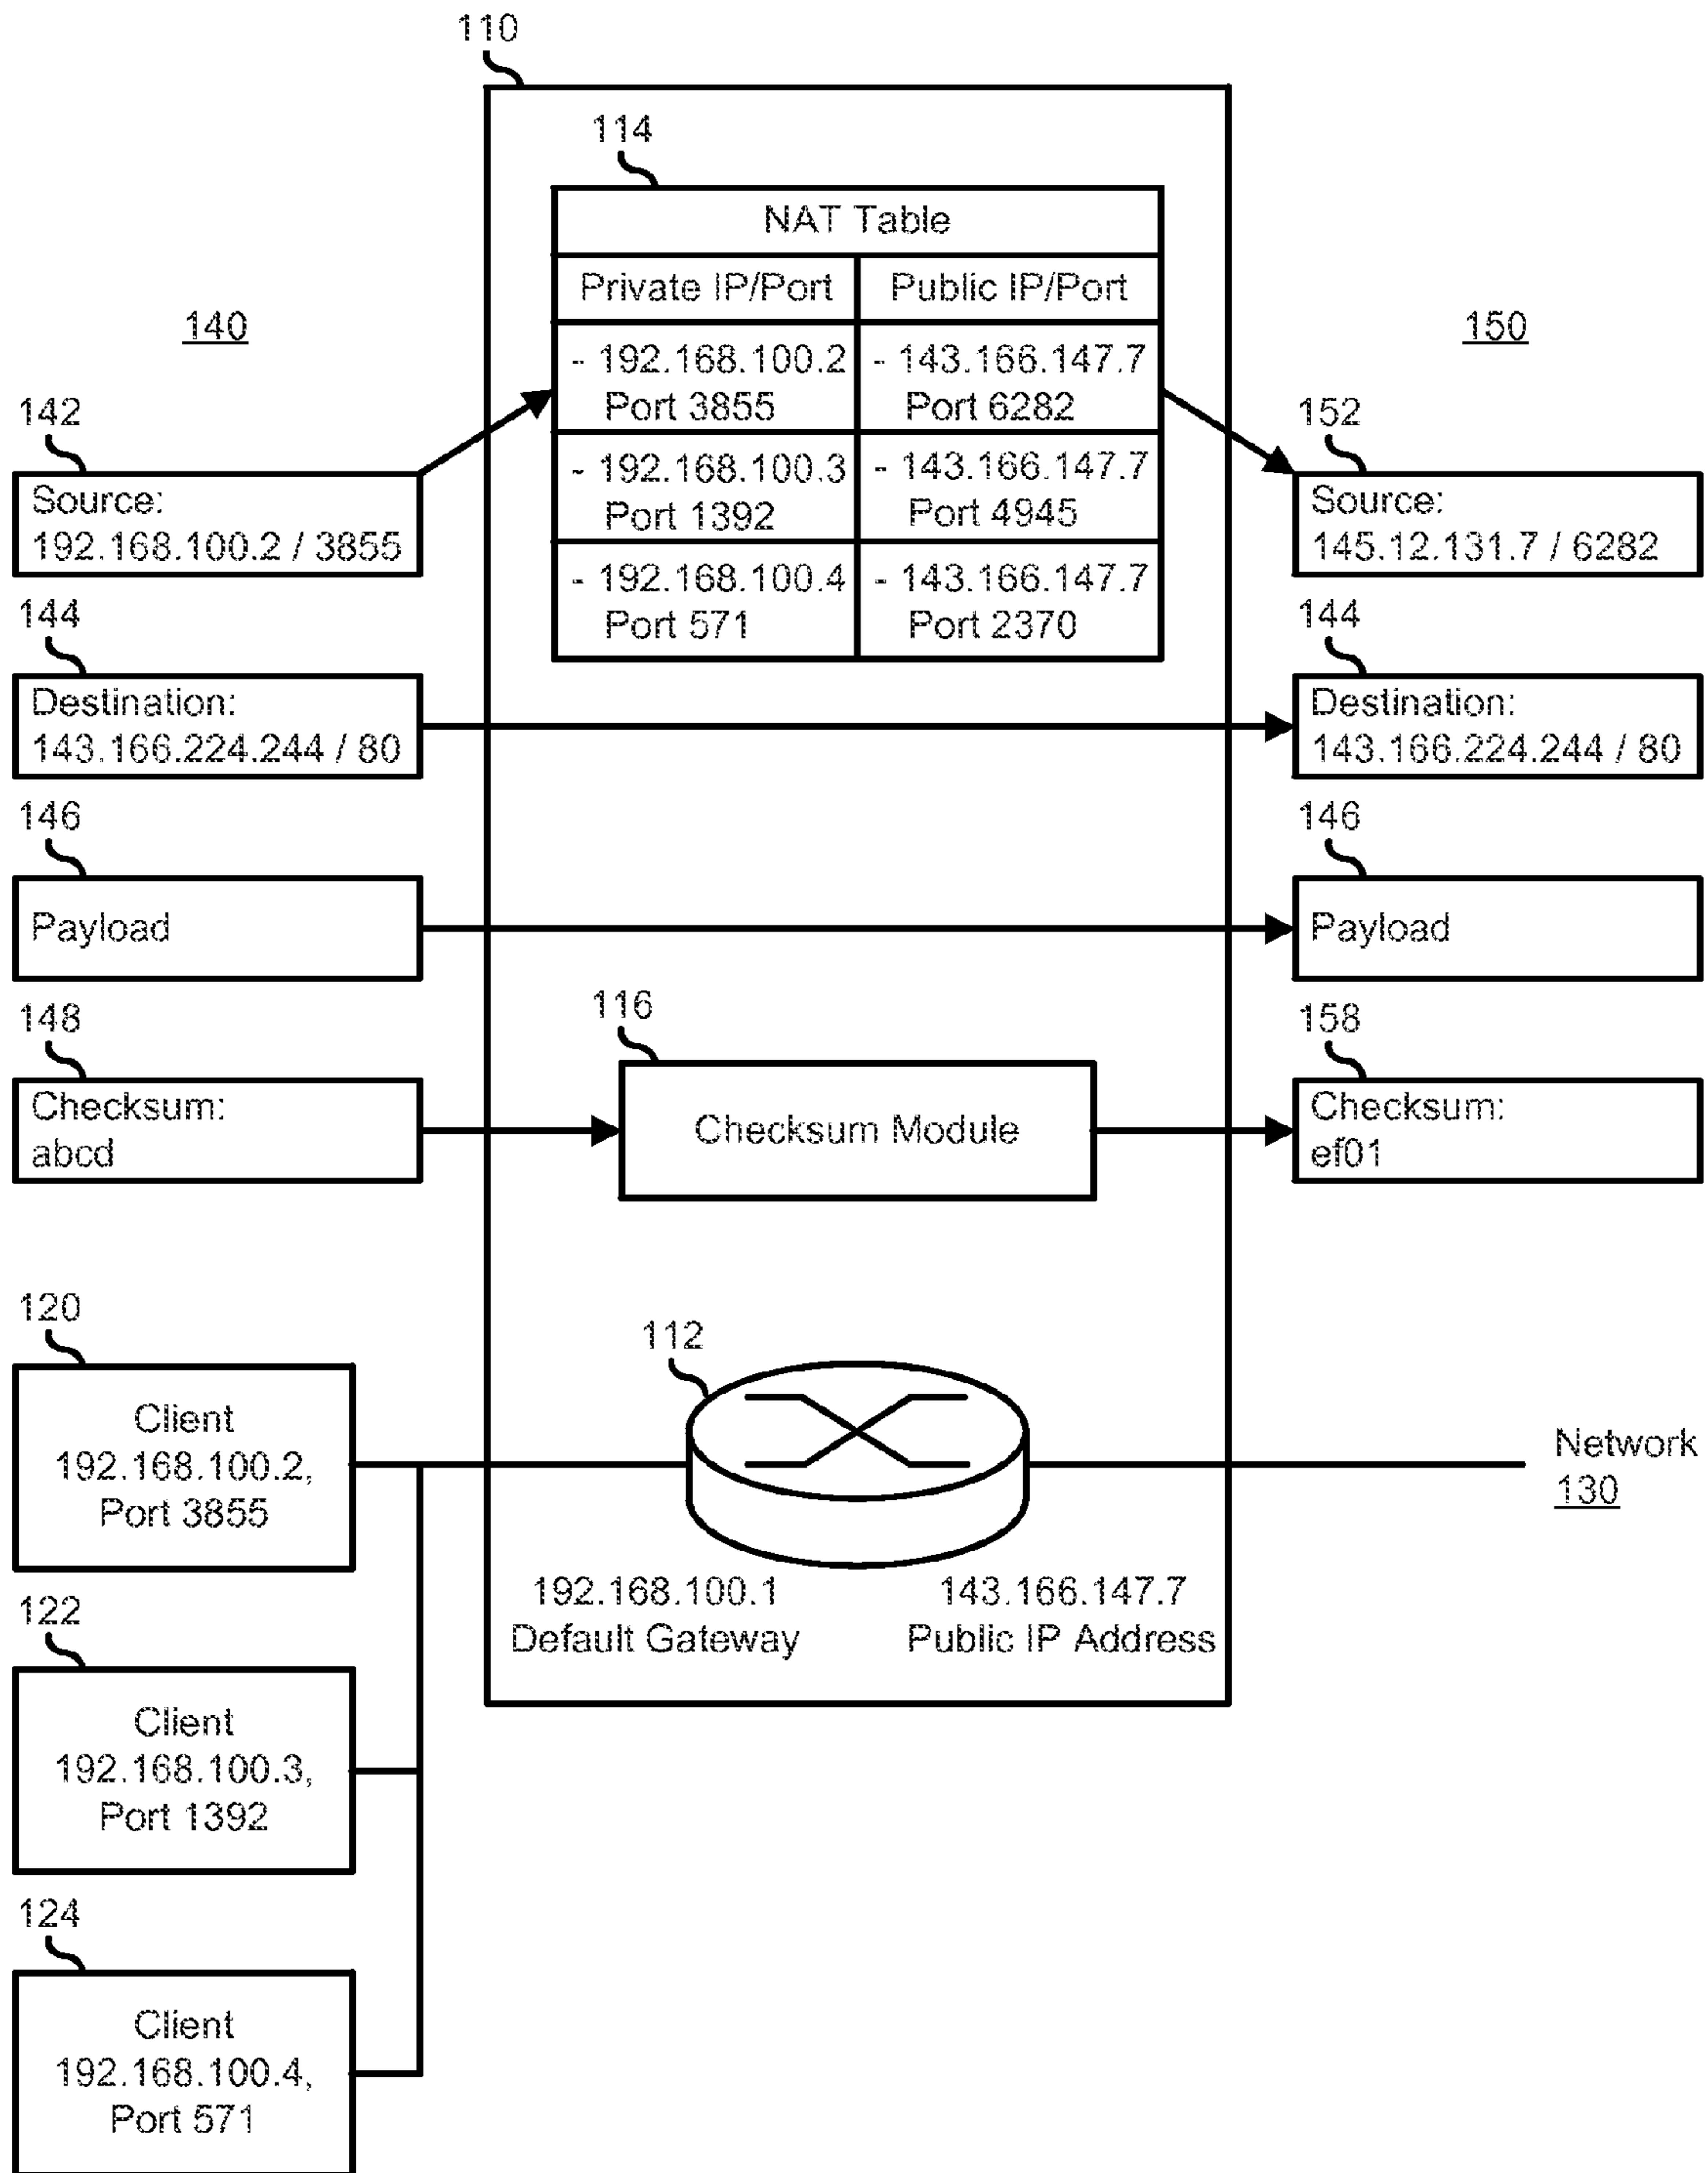 110
114
NAT Table
Private IP/Port
Public IP/Port
- 192.168.100.2
Port 3855
- 143.166.147.7
Port 6282
- 192.168.100.3
Port 1392
- 143.166.147.7
Port 4945
- 192.168.100.4
Port 571
- 143.166.147.7
Port 2370
140
150
142
Source:
192.168.100.2 / 3855
152
Source:
145.12.131.7 / 6282
144
Destination:
143.166.224.244 / 80
144
Destination:
143.166.224.244 / 80
146
Payload
146
Payload
148
Checksum:
abcd
116
Checksum Module
158
Checksum:
ef01
120
Client
192.168.100.2,
Port 3855
112
192.168.100.1
Default Gateway
143.166.147.7
Public IP Address
Network
130
122
Client
192.168.100.3,
Port 1392
124
Client
192.168.100.4,
Port 571